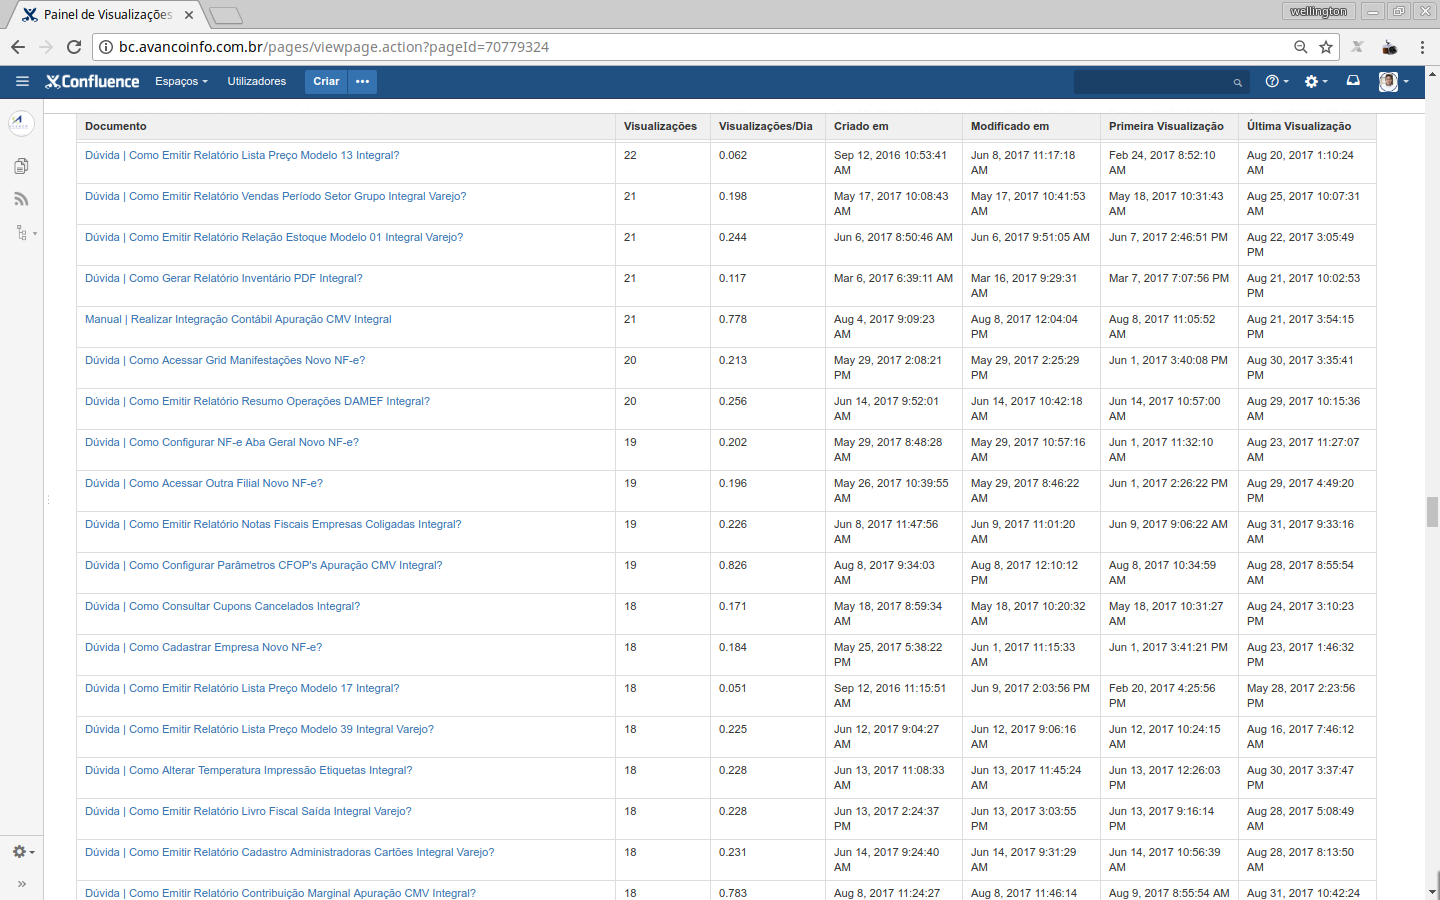 Painel de Visualizações
wellington
bc.avancoinfo.com.br/pages/viewpage.action?pageId=70779324
Confluence Espaços Utilizadores Criar •••
Documento Visualizações Visualizações/Dia Criado em Modificado em Primeira Visualização Última Visualização
Dúvida | Como Emitir Relatório Lista Preço Modelo 13 Integral? 22 0.062 Sep 12, 2016 10:53:41 AM Jun 8, 2017 11:17:18 AM Feb 24, 2017 8:52:10 AM Aug 20, 2017 1:10:24 AM
Dúvida | Como Emitir Relatório Vendas Período Setor Grupo Integral Varejo? 21 0.198 May 17, 2017 10:08:43 AM May 17, 2017 10:41:53 AM May 18, 2017 10:31:43 AM Aug 25, 2017 10:07:31 AM
Dúvida | Como Emitir Relatório Relação Estoque Modelo 01 Integral Varejo? 21 0.244 Jun 6, 2017 8:50:46 AM Jun 6, 2017 9:51:05 AM Jun 7, 2017 2:46:51 PM Aug 22, 2017 3:05:49 PM
Dúvida | Como Gerar Relatório Inventário PDF Integral? 21 0.117 Mar 6, 2017 6:39:11 AM Mar 16, 2017 9:29:31 AM Mar 7, 2017 7:07:56 PM Aug 21, 2017 10:02:53 PM
Manual | Realizar Integração Contábil Apuração CMV Integral 21 0.778 Aug 4, 2017 9:09:23 AM Aug 8, 2017 12:04:04 PM Aug 8, 2017 11:05:52 AM Aug 21, 2017 3:54:15 PM
Dúvida | Como Acessar Grid Manifestações Novo NF-e? 20 0.213 May 29, 2017 2:08:21 PM May 29, 2017 2:25:29 PM Jun 1, 2017 3:40:08 PM Aug 30, 2017 3:35:41 PM
Dúvida | Como Emitir Relatório Resumo Operações DAMEF Integral? 20 0.256 Jun 14, 2017 9:52:01 AM Jun 14, 2017 10:42:18 AM Jun 14, 2017 10:57:00 AM Aug 29, 2017 10:15:36 AM
Dúvida | Como Configurar NF-e Aba Geral Novo NF-e? 19 0.202 May 29, 2017 8:48:28 AM May 29, 2017 10:57:16 AM Jun 1, 2017 11:32:10 AM Aug 23, 2017 11:27:07 AM
Dúvida | Como Acessar Outra Filial Novo NF-e? 19 0.196 May 26, 2017 10:39:55 AM May 29, 2017 8:46:22 AM Jun 1, 2017 2:26:22 PM Aug 29, 2017 4:49:20 PM
Dúvida | Como Emitir Relatório Notas Fiscais Empresas Coligadas Integral? 19 0.226 Jun 8, 2017 11:47:56 AM Jun 9, 2017 11:01:20 AM Jun 9, 2017 9:06:22 AM Aug 31, 2017 9:33:16 AM
Dúvida | Como Configurar Parâmetros CFOP's Apuração CMV Integral? 19 0.826 Aug 8, 2017 9:34:03 AM Aug 8, 2017 12:10:12 PM Aug 8, 2017 10:34:59 AM Aug 28, 2017 8:55:54 AM
Dúvida | Como Consultar Cupons Cancelados Integral? 18 0.171 May 18, 2017 8:59:34 AM May 18, 2017 10:20:32 AM May 18, 2017 10:31:27 AM Aug 24, 2017 3:10:23 PM
Dúvida | Como Cadastrar Empresa Novo NF-e? 18 0.184 May 25, 2017 5:38:22 PM Jun 1, 2017 11:15:33 AM Jun 1, 2017 3:41:21 PM Aug 23, 2017 1:46:32 PM
Dúvida | Como Emitir Relatório Lista Preço Modelo 17 Integral? 18 0.051 Sep 12, 2016 11:15:51 AM Jun 9, 2017 2:03:56 PM Feb 20, 2017 4:25:56 PM May 28, 2017 2:23:56 PM
Dúvida | Como Emitir Relatório Lista Preço Modelo 39 Integral Varejo? 18 0.225 Jun 12, 2017 9:04:27 AM Jun 12, 2017 9:06:16 AM Jun 12, 2017 10:24:15 AM Aug 16, 2017 7:46:12 AM
Dúvida | Como Alterar Temperatura Impressão Etiquetas Integral? 18 0.228 Jun 13, 2017 11:08:33 AM Jun 13, 2017 11:45:24 AM Jun 13, 2017 12:26:03 PM Aug 30, 2017 3:37:47 PM
Dúvida | Como Emitir Relatório Livro Fiscal Saída Integral Varejo? 18 0.228 Jun 13, 2017 2:24:37 PM Jun 13, 2017 3:03:55 PM Jun 13, 2017 9:16:14 PM Aug 28, 2017 5:08:49 AM
Dúvida | Como Emitir Relatório Cadastro Administradoras Cartões Integral Varejo? 18 0.231 Jun 14, 2017 9:24:40 AM Jun 14, 2017 9:31:29 AM Jun 14, 2017 10:56:39 AM Aug 28, 2017 8:13:50 AM
Dúvida | Como Emitir Relatório Contribuição Marginal Apuração CMV Integral? 18 0.783 Aug 8, 2017 11:24:27 Aug 8, 2017 11:46:14 Aug 9, 2017 8:55:54 AM Aug 31, 2017 10:42:24